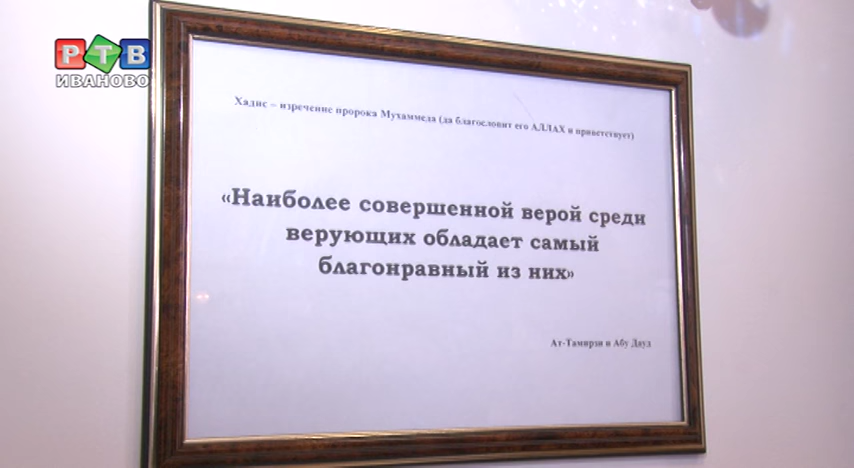 РТВ
ИВАНОВО
Хадис – изречение пророка Мухаммеда (да благословит его АЛЛАХ и приветствует)
«Наиболее совершенной верой среди
верующих обладает самый
благонравный из них»
Ат-Тамирзи и Абу Дауд